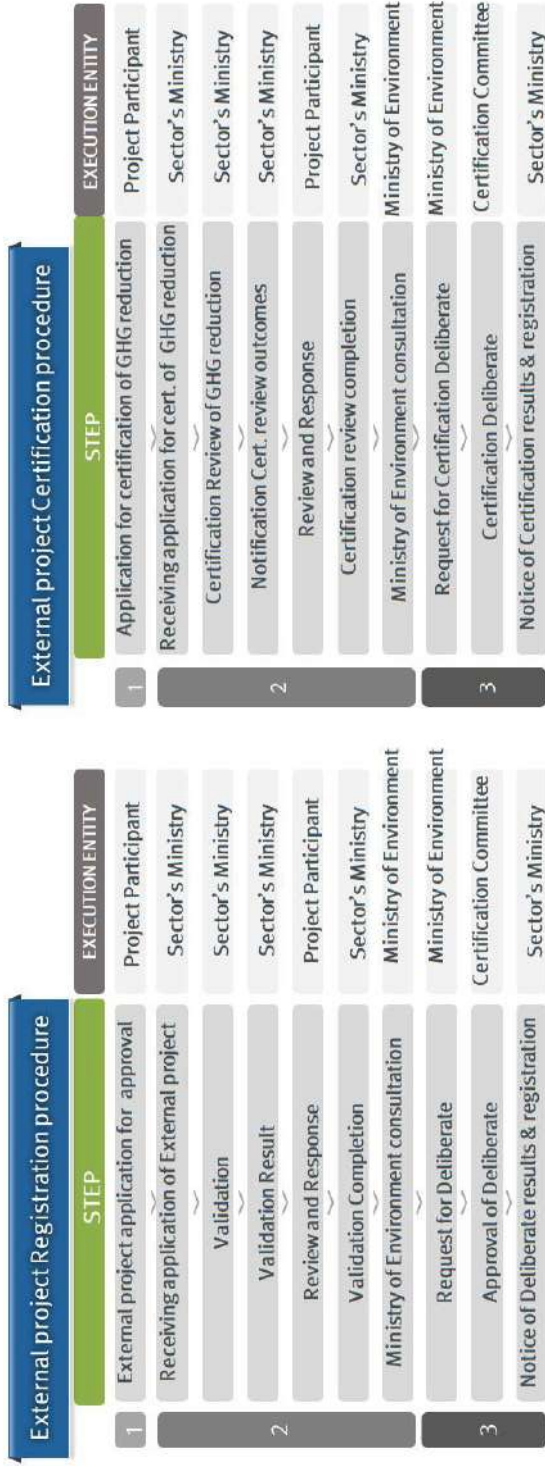 External project Registration procedure
STEP EXECUTION ENTITY
1
External project application for approval Project Participant
2
Receiving application of External project Sector's Ministry
Validation Sector's Ministry
Validation Result Sector's Ministry
Review and Response Project Participant
Validation Completion Sector's Ministry
Ministry of Environment consultation Ministry of Environment
3
Request for Deliberate Ministry of Environment
Approval of Deliberate Certification Committee
Notice of Deliberate results & registration Sector's Ministry
External project Certification procedure
STEP EXECUTION ENTITY
1
Application for certification of GHG reduction Project Participant
2
Receiving application for cert. of GHG reduction Sector's Ministry
Certification Review of GHG reduction Sector's Ministry
Notification Cert. review outcomes Sector's Ministry
Review and Response Project Participant
Certification review completion Sector's Ministry
Ministry of Environment consultation Ministry of Environment
3
Request for Certification Deliberate Ministry of Environment
Certification Deliberate Certification Committee
Notice of Certification results & registration Sector's Ministry